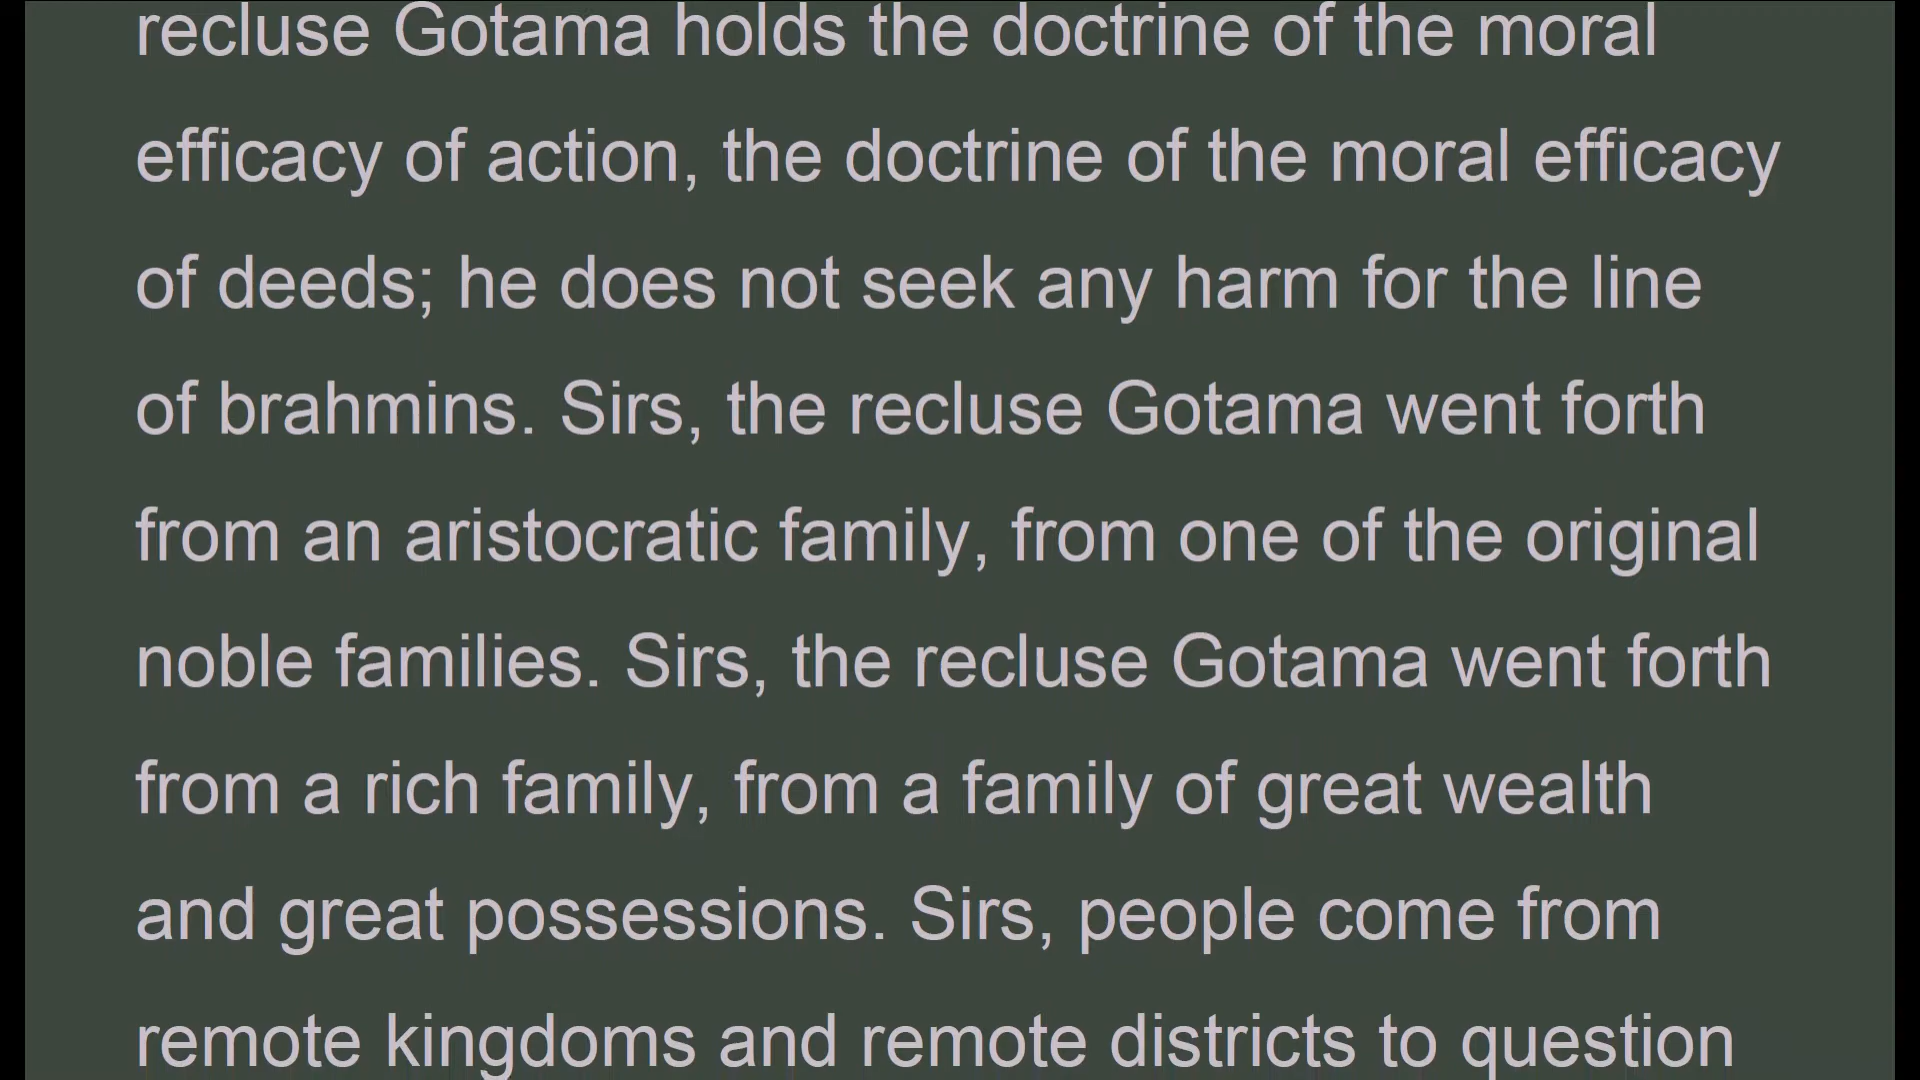 recluse Gotama holds the doctrine of the moral
efficacy of action, the doctrine of the moral efficacy
of deeds; he does not seek any harm for the line
of brahmins. Sirs, the recluse Gotama went forth
from an aristocratic family, from one of the original
noble families. Sirs, the recluse Gotama went forth
from a rich family, from a family of great wealth
and great possessions. Sirs, people come from
remote kingdoms and remote districts to question